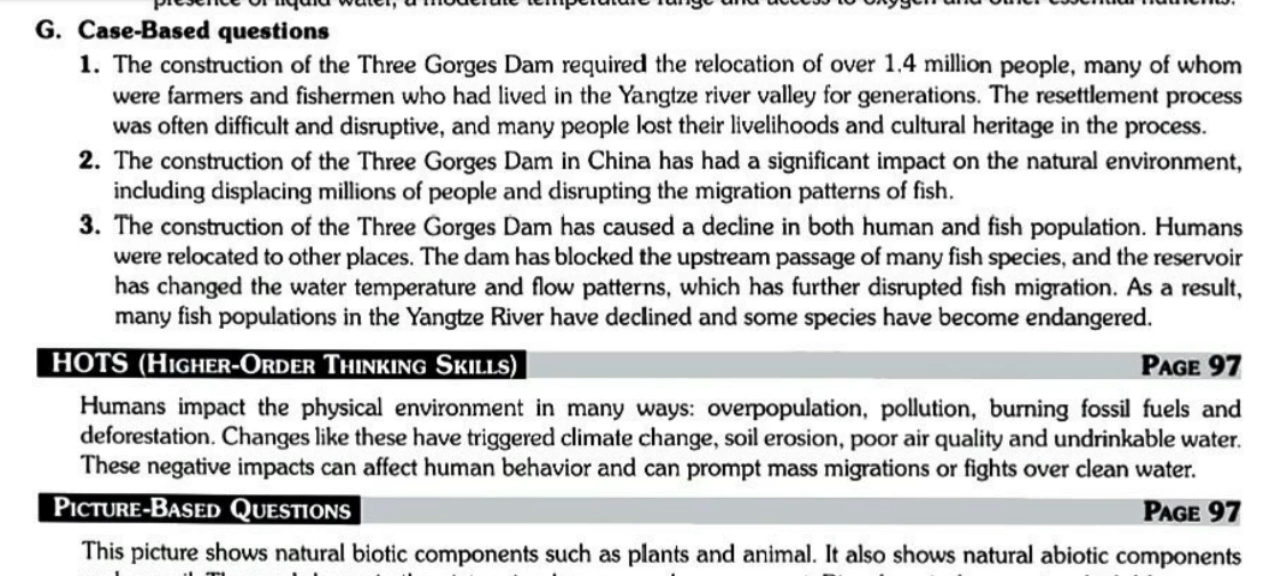 presence of liquid water, a moderate temperature range and access to oxygen and other essential nutrients.
G. Case-Based questions
1. The construction of the Three Gorges Dam required the relocation of over 1.4 million people, many of whom
were farmers and fishermen who had lived in the Yangtze river valley for generations. The resettlement process
was often difficult and disruptive, and many people lost their livelihoods and cultural heritage in the process.
2. The construction of the Three Gorges Dam in China has had a significant impact on the natural environment,
including displacing millions of people and disrupting the migration patterns of fish.
3. The construction of the Three Gorges Dam has caused a decline in both human and fish population. Humans
were relocated to other places. The dam has blocked the upstream passage of many fish species, and the reservoir
has changed the water temperature and flow patterns, which has further disrupted fish migration. As a result,
many fish populations in the Yangtze River have declined and some species have become endangered.
HOTS (HIGHER-ORDER THINKING SKILLS) PAGE 97
Humans impact the physical environment in many ways: overpopulation, pollution, burning fossil fuels and
deforestation. Changes like these have triggered climate change, soil erosion, poor air quality and undrinkable water.
These negative impacts can affect human behavior and can prompt mass migrations or fights over clean water.
PICTURE-BASED QUESTIONS PAGE 97
This picture shows natural biotic components such as plants and animal. It also shows natural abiotic components